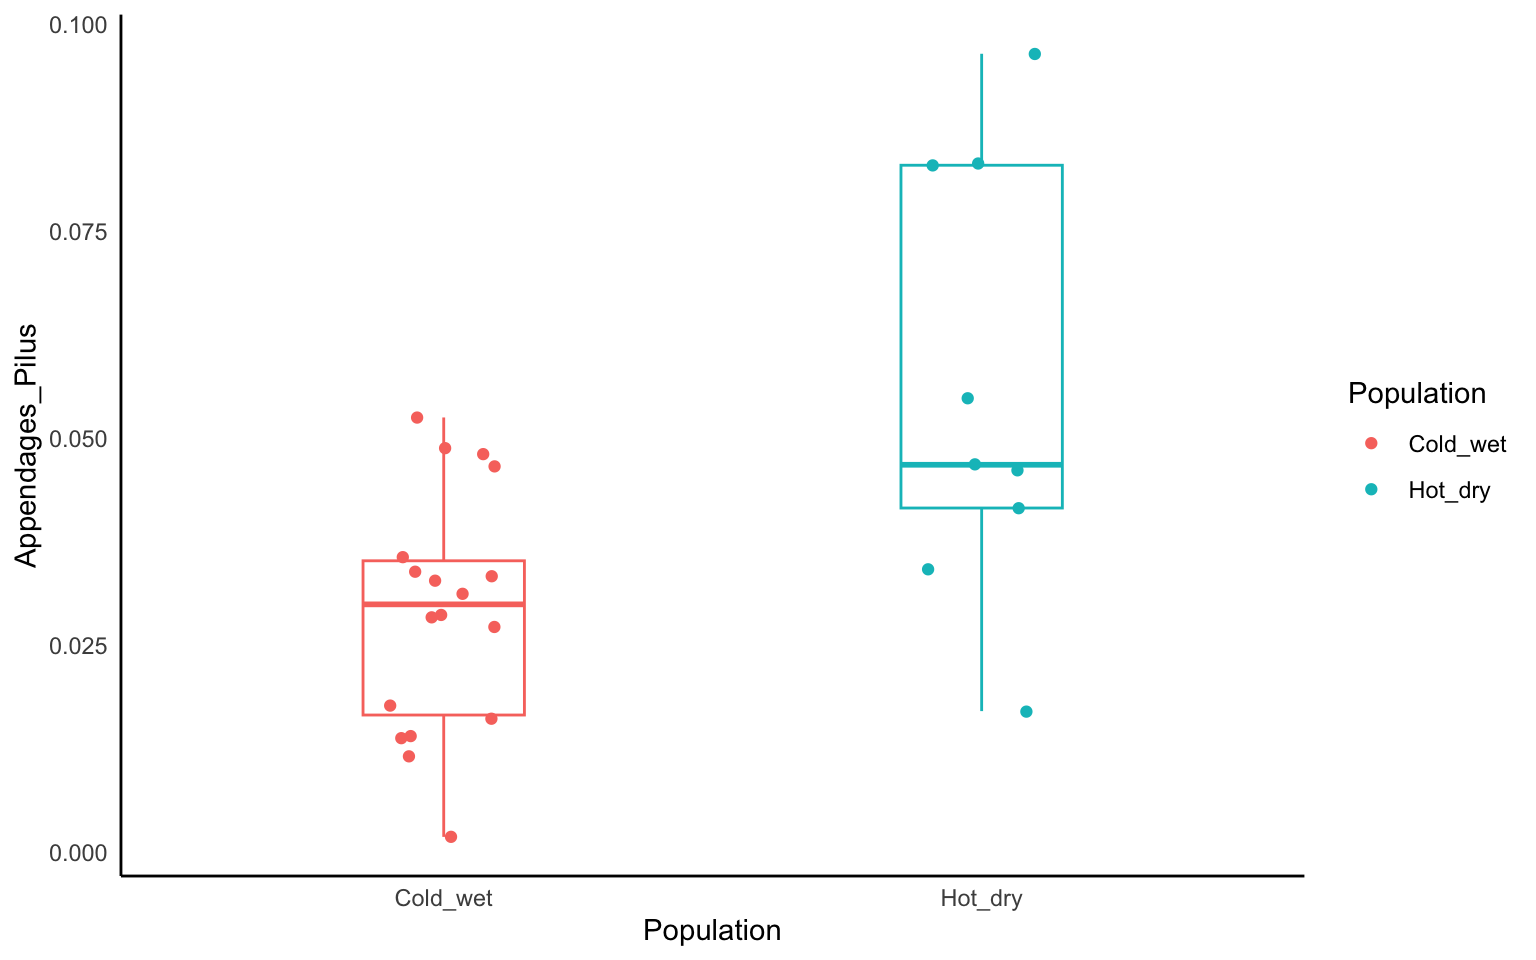 0.100
0.075
0.050
0.025
0.000
Appendages_Pilus
Cold_wet
Hot_dry
Population
Population
Cold_wet
Hot_dry